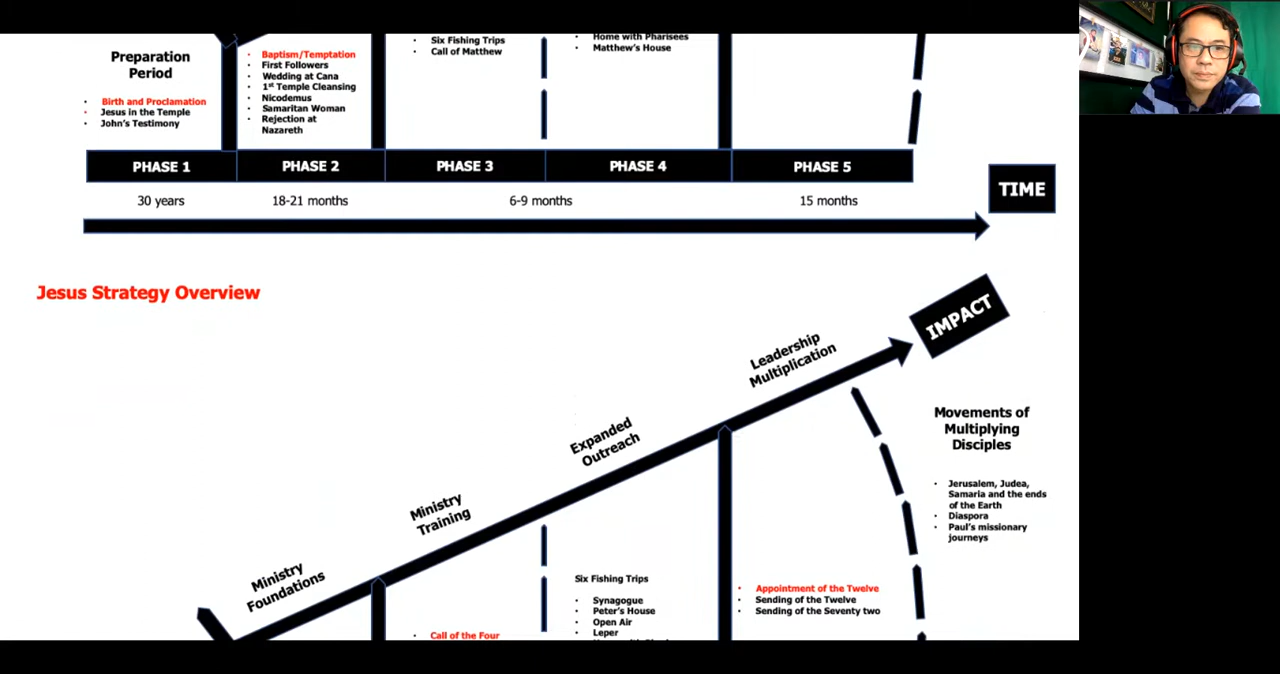 Preparation
Period
• Birth and Proclamation
• Jesus in the Temple
• John's Testimony
• Baptism/Temptation
• First Followers
• Wedding at Cana
• 1st Temple Cleansing
• Nicodemus
• Samaritan Woman
• Rejection at
Nazareth
• Six Fishing Trips
• Call of Matthew
• Home with Pharisees
• Matthew's House
PHASE 1
PHASE 2
PHASE 3
PHASE 4
PHASE 5
30 years
18-21 months
6-9 months
15 months
TIME
Jesus Strategy Overview
IMPACT
Leadership
Multiplication
Expanded
Outreach
Ministry
Training
Ministry
Foundations
Movements of
Multiplying
Disciples
• Jerusalem, Judea,
Samaria and the ends
of the Earth
• Diaspora
• Paul's missionary
journeys
Six Fishing Trips
• Synagogue
• Peter's House
• Open Air
• Leper
• Appointment of the Twelve
• Sending of the Twelve
• Sending of the Seventy two
• Call of the Four